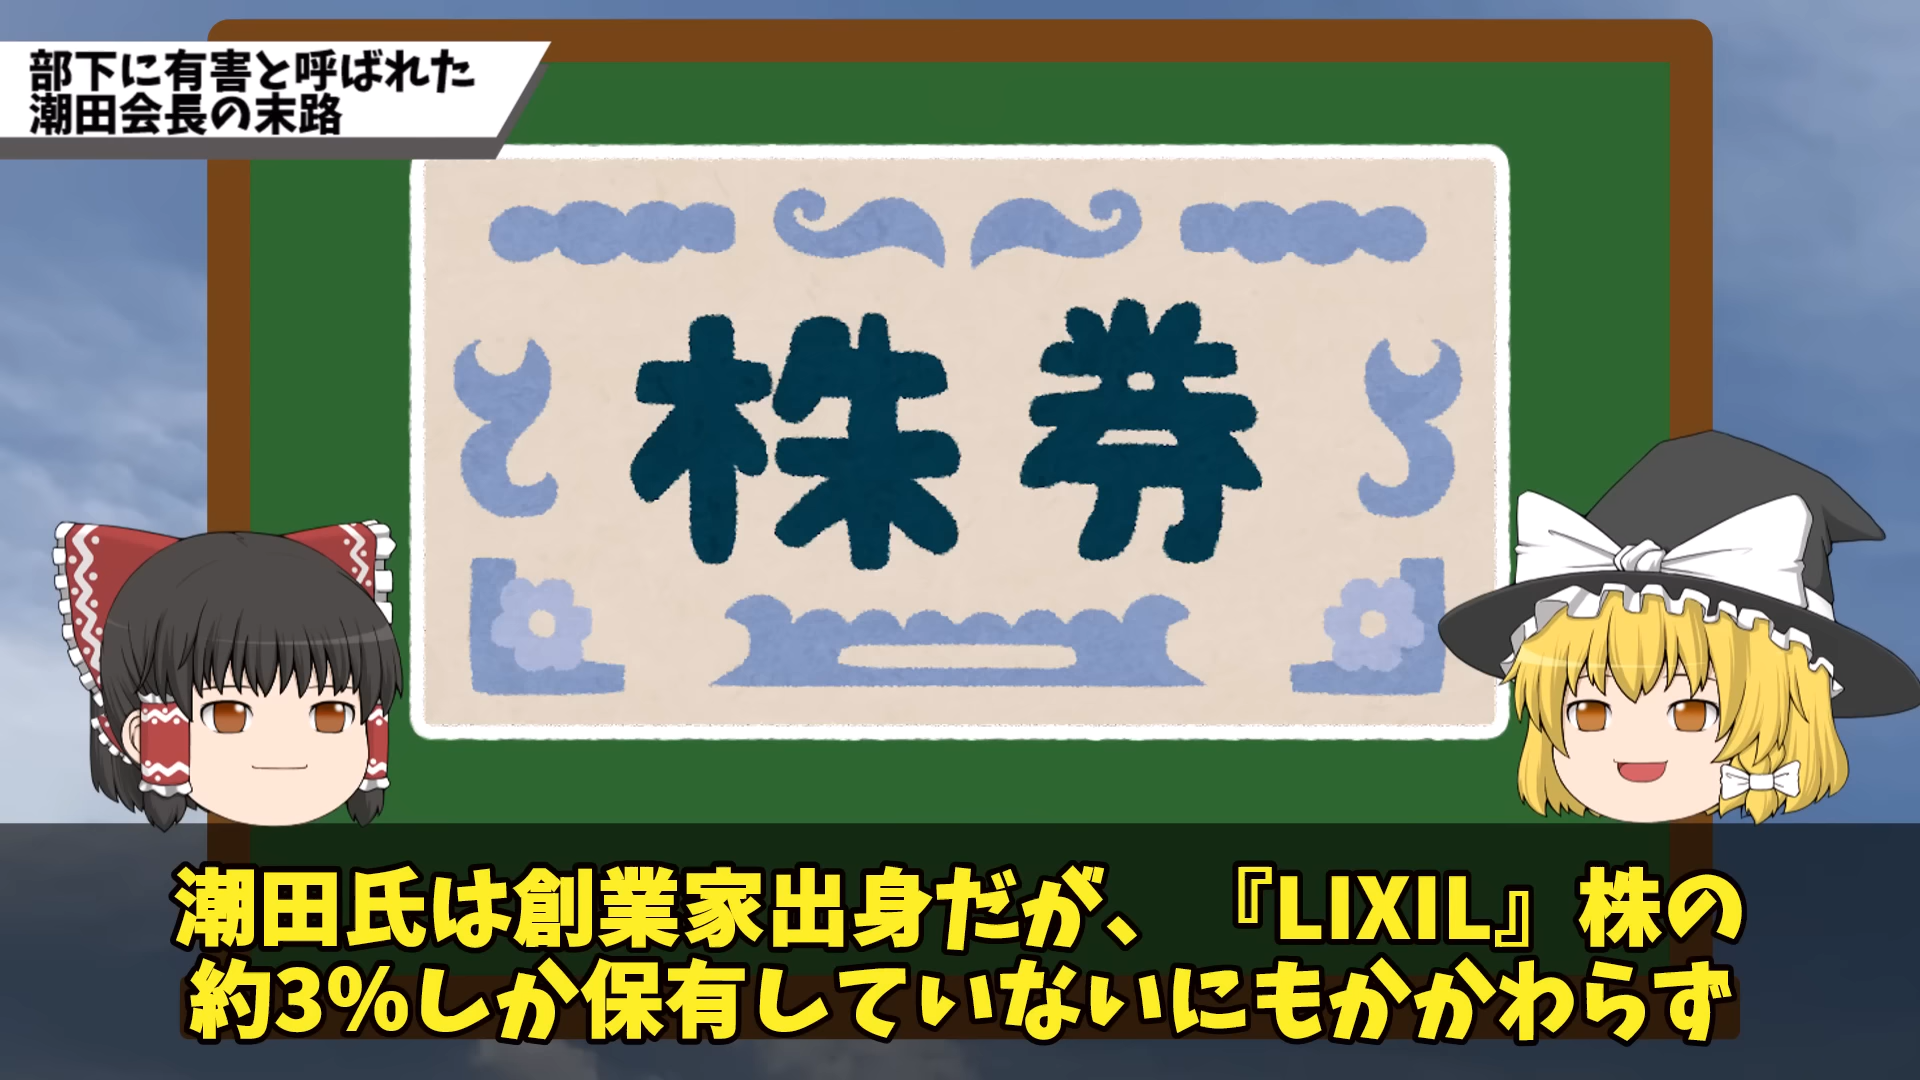 部下に有害と呼ばれた
潮田会長の末路
株券
潮田氏は創業家出身だが、『LIXIL』株の
約3%しか保有していないにもかかわらず